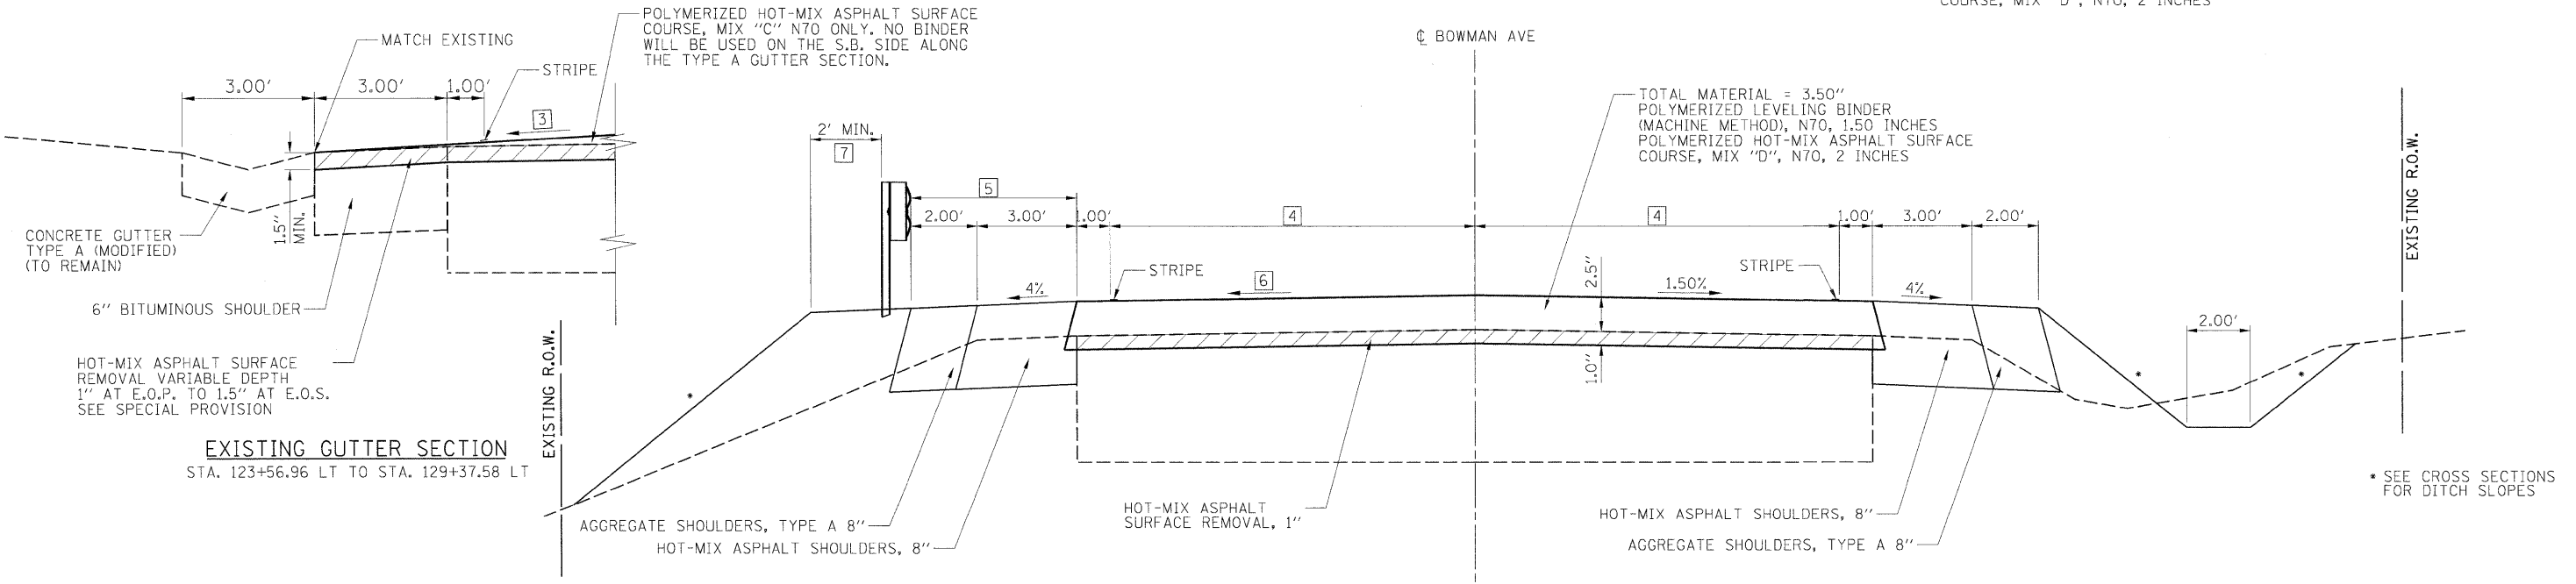 COURSE, MIX "D", N70, 2 INCHES
POLYMERIZED HOT-MIX ASPHALT SURFACE
COURSE, MIX "C" N70 ONLY. NO BINDER
WILL BE USED ON THE S.B. SIDE ALONG
THE TYPE A GUTTER SECTION.
MATCH EXISTING
STRIPE
3.00'
3.00'
1.00'
3
1.5"
MIN.
CONCRETE GUTTER
TYPE A (MODIFIED)
(TO REMAIN)
6" BITUMINOUS SHOULDER
HOT-MIX ASPHALT SURFACE
REMOVAL VARIABLE DEPTH
1" AT E.O.P. TO 1.5" AT E.O.S.
SEE SPECIAL PROVISION
EXISTING GUTTER SECTION
STA. 123+56.96 LT TO STA. 129+37.58 LT
℄ BOWMAN AVE
TOTAL MATERIAL = 3.50"
POLYMERIZED LEVELING BINDER
(MACHINE METHOD), N70, 1.50 INCHES
POLYMERIZED HOT-MIX ASPHALT SURFACE
COURSE, MIX "D", N70, 2 INCHES
2' MIN.
7
5
2.00'
3.00'
1.00'
4
4
1.00'
3.00'
2.00'
STRIPE
STRIPE
4%
6
2.5"
1.50%
4%
1.0"
2.00'
*
*
*
EXISTING R.O.W.
EXISTING R.O.W.
AGGREGATE SHOULDERS, TYPE A 8"
HOT-MIX ASPHALT SHOULDERS, 8"
HOT-MIX ASPHALT
SURFACE REMOVAL, 1"
HOT-MIX ASPHALT SHOULDERS, 8"
AGGREGATE SHOULDERS, TYPE A 8"
* SEE CROSS SECTIONS
FOR DITCH SLOPES